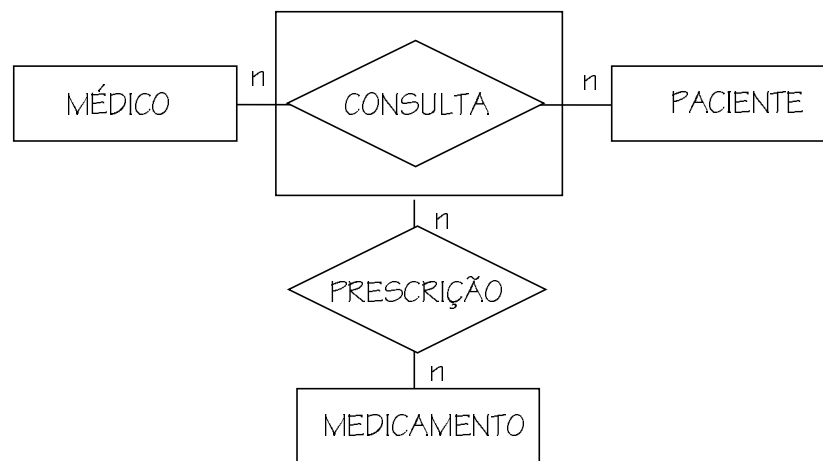 n
n
MÉDICO
CONSULTA
PACIENTE
n
PRESCRIÇÃO
n
MEDICAMENTO